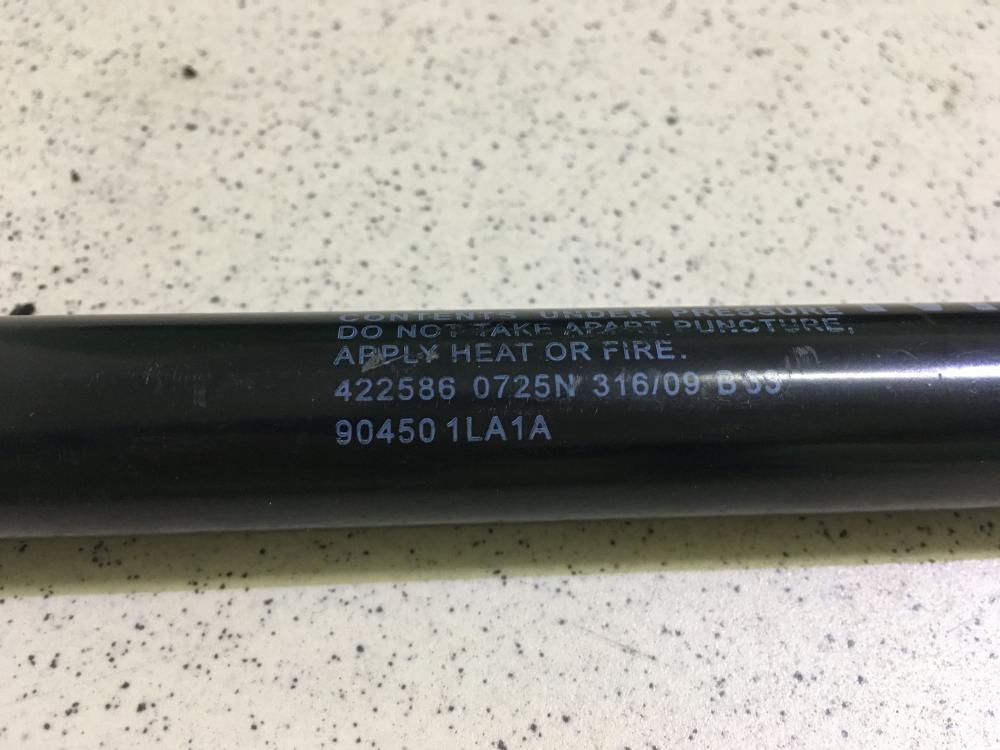 CONTENTS UNDER PRESSURE
DO NOT TAKE APART PUNCTURE,
APPLY HEAT OR FIRE.
422586 0725N 316/09
90450 1LA1A